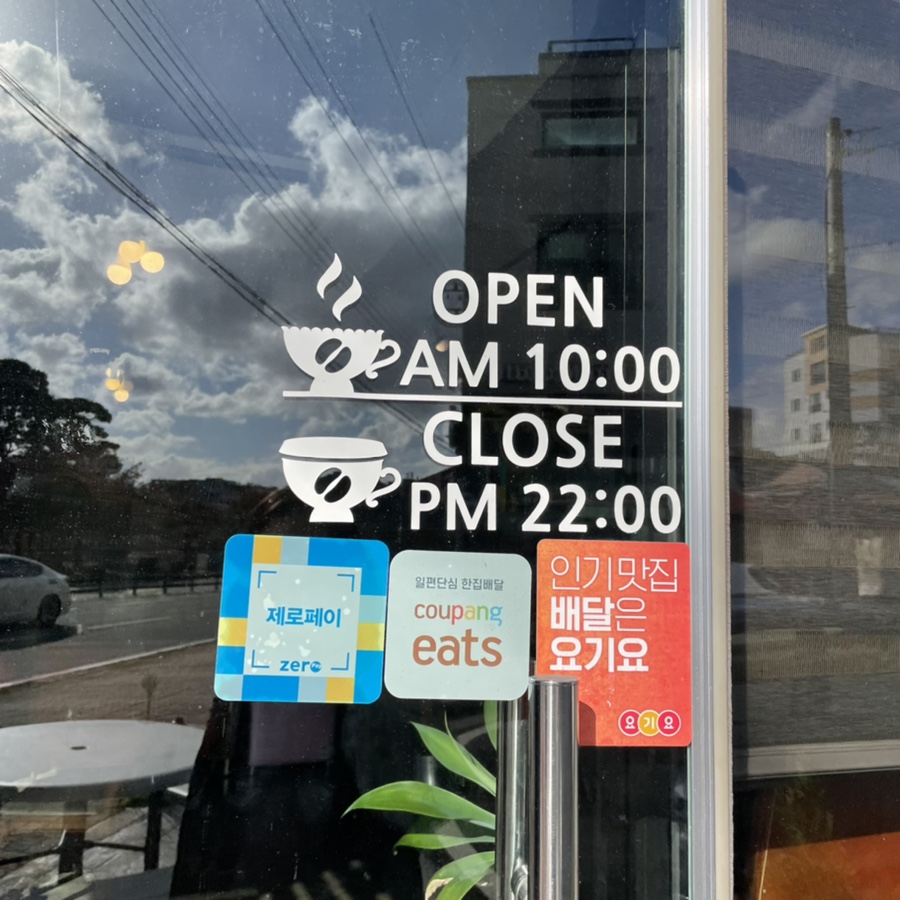 OPEN
AM 10:00
CLOSE
PM 22:00
제로페이
zero
일편단심 한집배달
coupang
eats
인기맛집
배달은
요기요
요기요